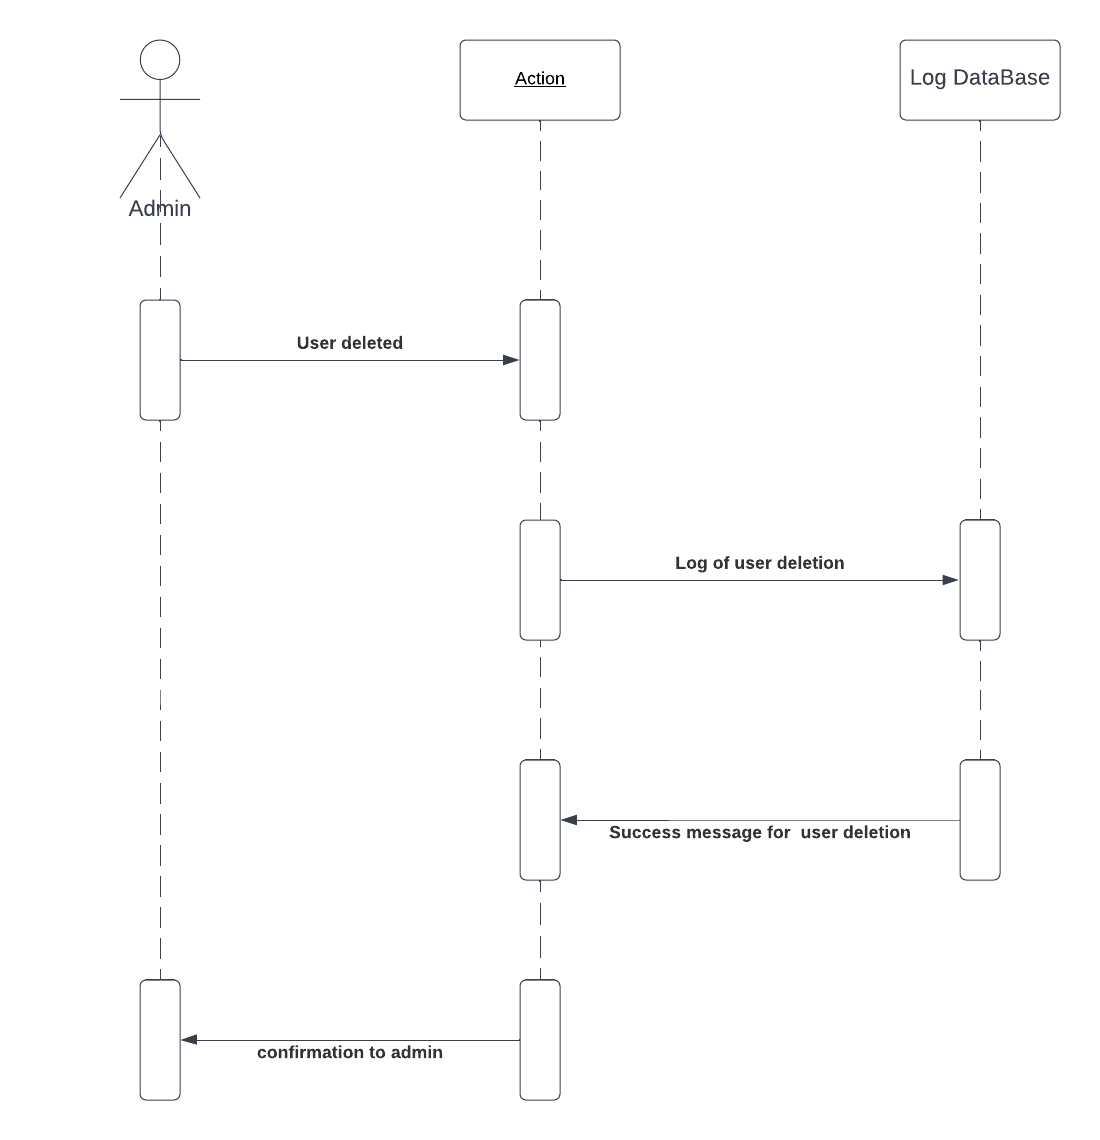 Action
Log DataBase
Admin
User deleted
Log of user deletion
Success message for  user deletion
confirmation to admin